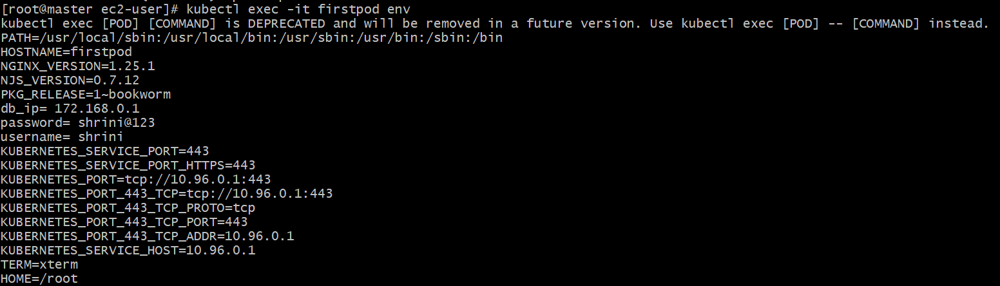 [root@master ec2-user]# kubectl exec -it firstpod env
kubectl exec [POD] [COMMAND] is DEPRECATED and will be removed in a future version. Use kubectl exec [POD] -- [COMMAND] instead.
PATH=/usr/local/sbin:/usr/local/bin:/usr/sbin:/usr/bin:/sbin:/bin
HOSTNAME=firstpod
NGINX_VERSION=1.25.1
NJS_VERSION=0.7.12
PKG_RELEASE=1~bookworm
db_ip= 172.168.0.1
password= shrini@123
username= shrini
KUBERNETES_SERVICE_PORT=443
KUBERNETES_SERVICE_PORT_HTTPS=443
KUBERNETES_PORT=tcp://10.96.0.1:443
KUBERNETES_PORT_443_TCP=tcp://10.96.0.1:443
KUBERNETES_PORT_443_TCP_PROTO=tcp
KUBERNETES_PORT_443_TCP_PORT=443
KUBERNETES_PORT_443_TCP_ADDR=10.96.0.1
KUBERNETES_SERVICE_HOST=10.96.0.1
TERM=xterm
HOME=/root